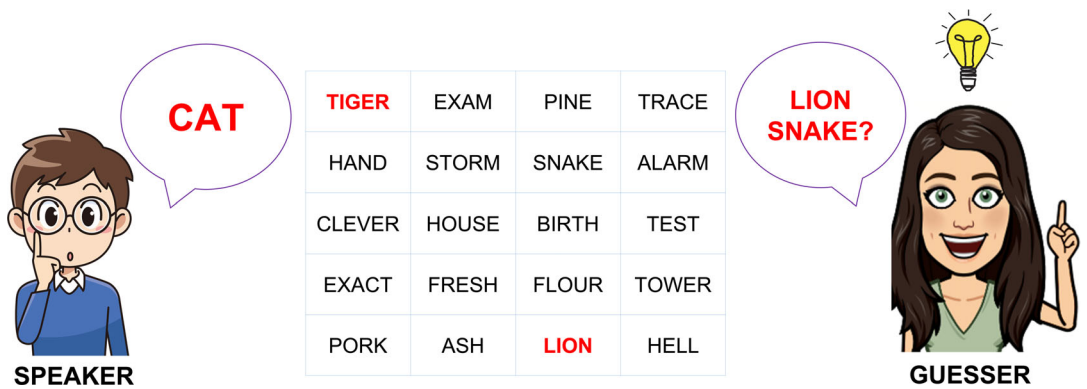 CAT
LION
SNAKE?
TIGER EXAM PINE TRACE
HAND STORM SNAKE ALARM
CLEVER HOUSE BIRTH TEST
EXACT FRESH FLOUR TOWER
PORK ASH LION HELL
SPEAKER
GUESSER